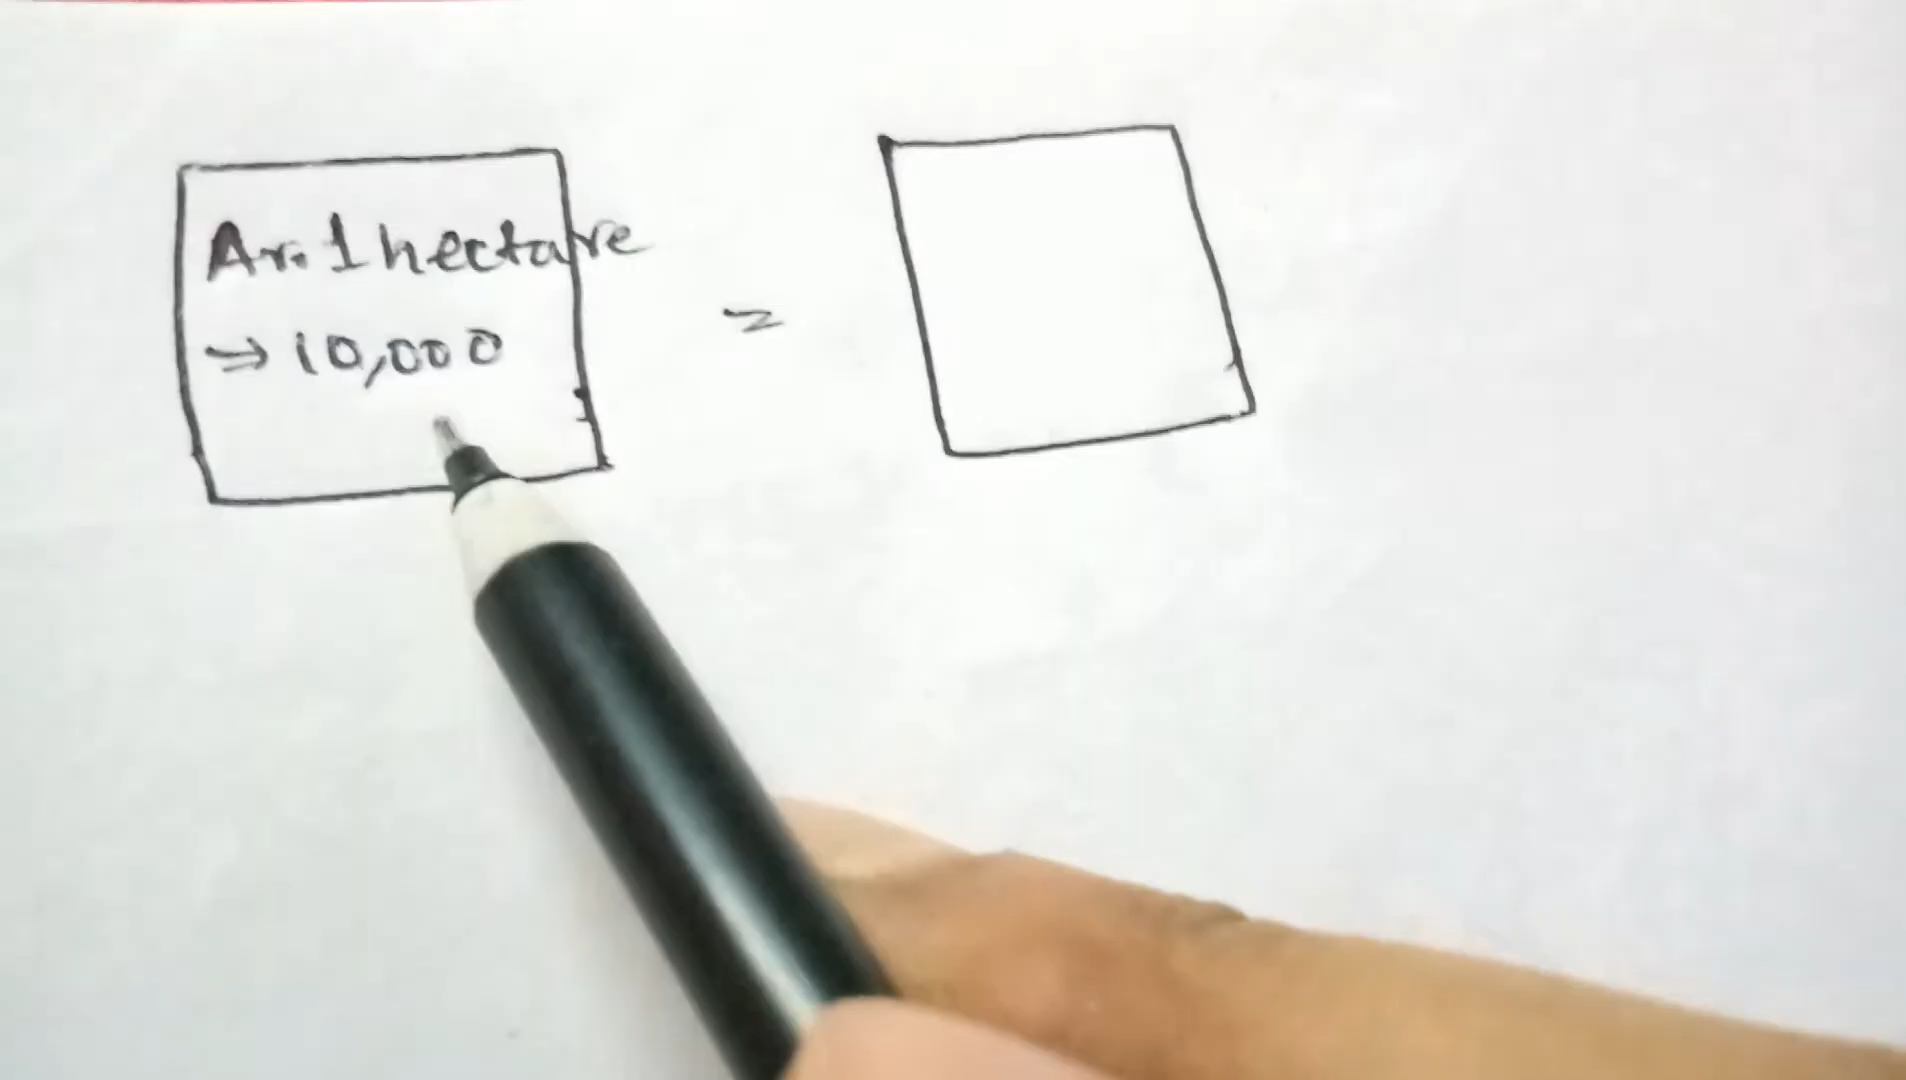 Ar. 1 hectare
→ 10,000
=